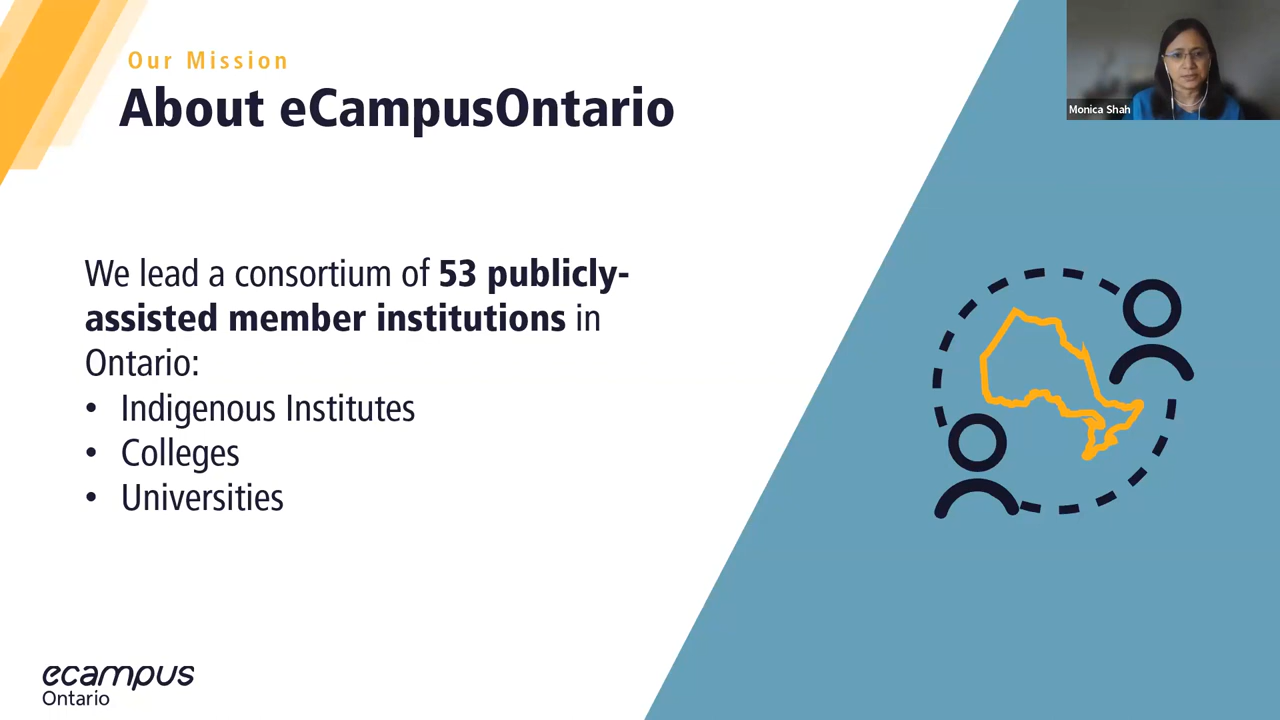 Our Mission
About eCampusOntario
Monica Shah
We lead a consortium of 53 publicly-
assisted member institutions in
Ontario:
• Indigenous Institutes
• Colleges
• Universities
ecampus
Ontario